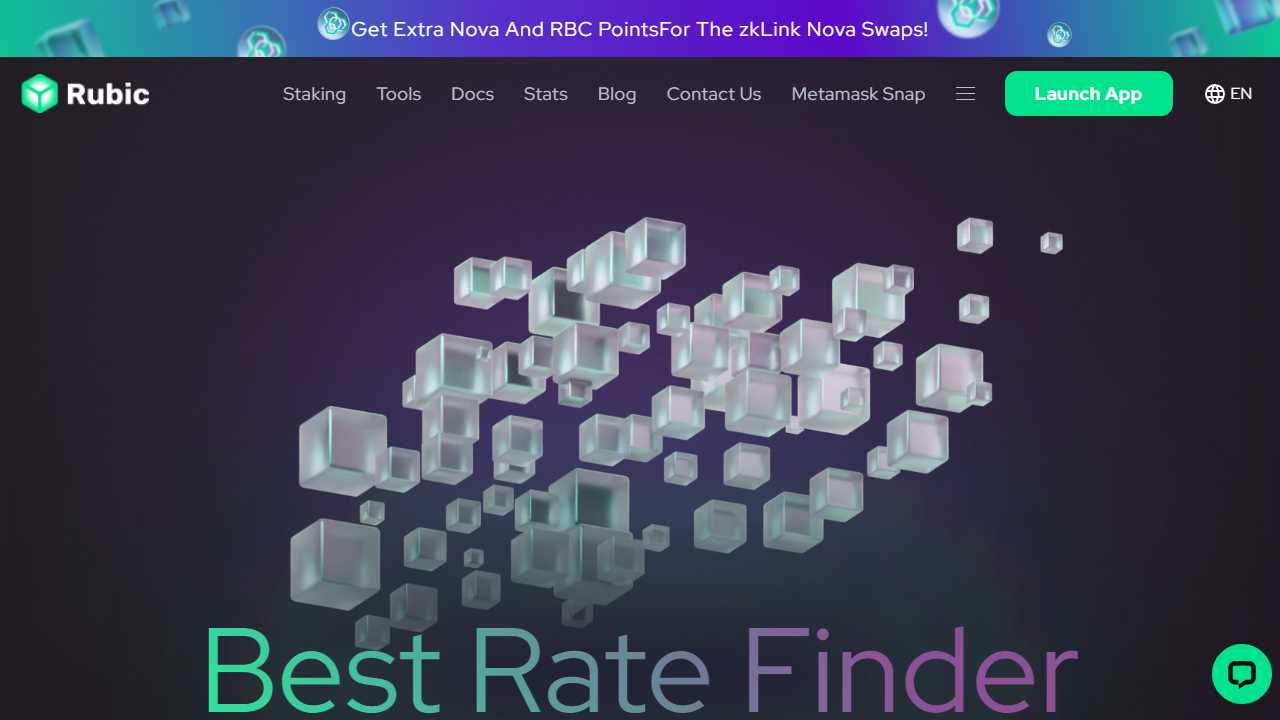 Get Extra Nova And RBC PointsFor The zkLink Nova Swaps!
Rubic
Staking
Tools
Docs
Stats
Blog
Contact Us
Metamask Snap
Launch App
EN
Best Rate Finder